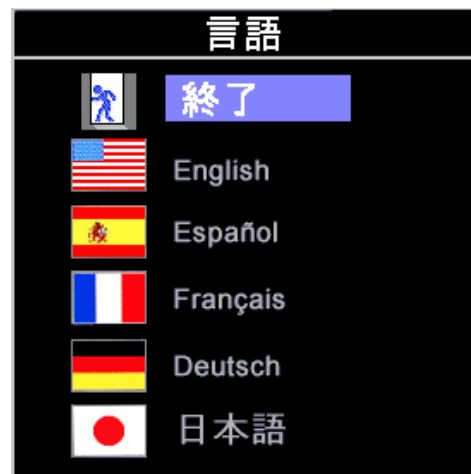 言語
終了
English
Español
Français
Deutsch
日本語